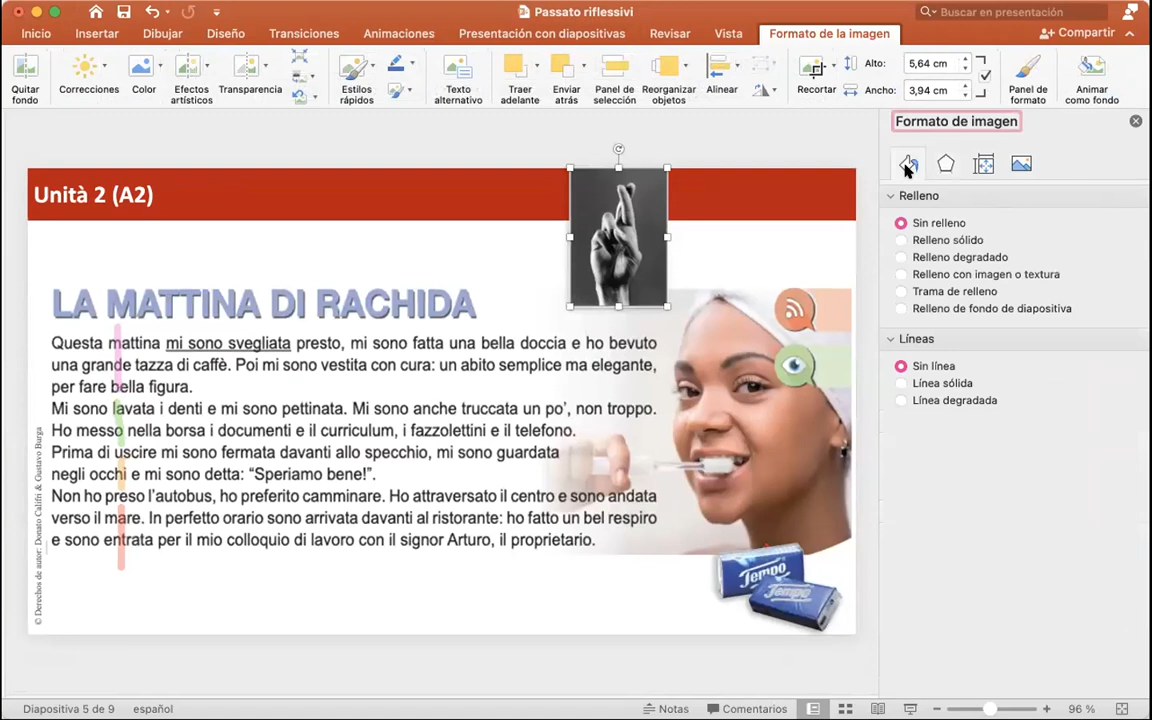 Passato riflessivi
Buscar en presentación
Inicio Insertar Dibujar Diseño Transiciones Animaciones Presentación con diapositivas Revisar Vista Formato de la imagen Compartir
Quitar fondo
Correcciones
Color
Efectos artísticos
Transparencia
Estilos rápidos
Texto alternativo
Traer adelante
Enviar atrás
Panel de selección
Reorganizar objetos
Alinear
Recortar
Alto: 5,64 cm
Ancho: 3,94 cm
Panel de formato
Animar como fondo
Formato de imagen
Relleno
Sin relleno
Relleno sólido
Relleno degradado
Relleno con imagen o textura
Trama de relleno
Relleno de fondo de diapositiva
Líneas
Sin línea
Línea sólida
Línea degradada
Unità 2 (A2)
LA MATTINA DI RACHIDA
Questa mattina mi sono svegliata presto, mi sono fatta una bella doccia e ho bevuto
una grande tazza di caffè. Poi mi sono vestita con cura: un abito semplice ma elegante,
per fare bella figura.
Mi sono lavata i denti e mi sono pettinata. Mi sono anche truccata un po’, non troppo.
Ho messo nella borsa i documenti e il curriculum, i fazzolettini e il telefono.
Prima di uscire mi sono fermata davanti allo specchio, mi sono guardata
negli occhi e mi sono detta: “Speriamo bene!”.
Non ho preso l’autobus, ho preferito camminare. Ho attraversato il centro e sono andata
verso il mare. In perfetto orario sono arrivata davanti al ristorante: ho fatto un bel respiro
e sono entrata per il mio colloquio di lavoro con il signor Arturo, il proprietario.
© Derechos de autor: Donato Califri & Gustavo Burga
Tempo
Tempo
Diapositiva 5 de 9 español Notas Comentarios 96 %